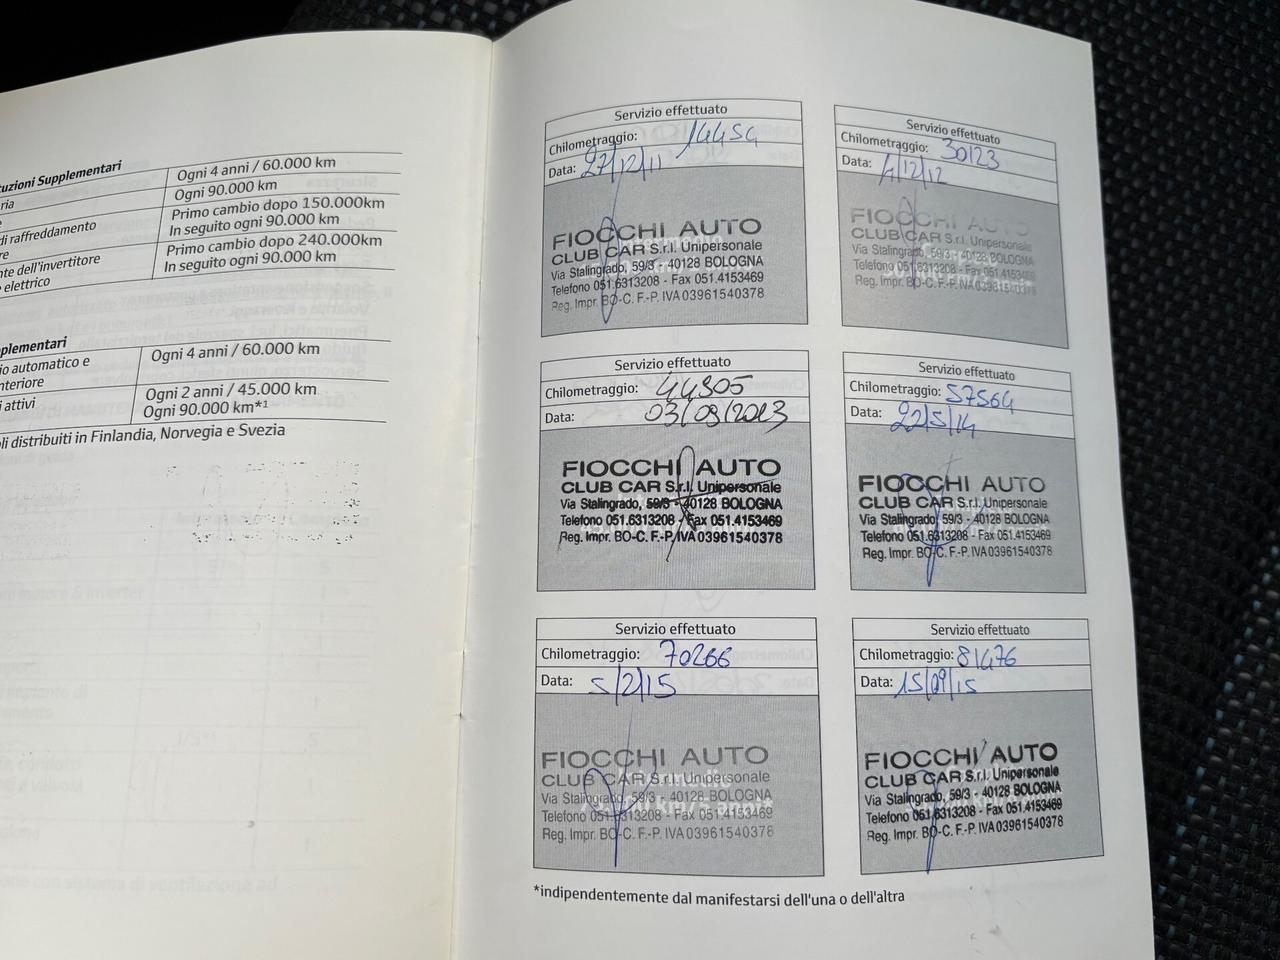 tuzioni Supplementari
Ogni 4 anni / 60.000 km
ria
Ogni 90.000 km
di raffreddamento
Primo cambio dopo 150.000km
In seguito ogni 90.000 km
re
nte dell'invertitore
Primo cambio dopo 240.000km
elettrico
In seguito ogni 90.000 km
plementari
io automatico e
Ogni 4 anni / 60.000 km
nteriore
i attivi
Ogni 2 anni / 45.000 km
Ogni 90.000 km*1
li distribuiti in Finlandia, Norvegia e Svezia
Servizio effettuato
Chilometraggio: 14454
Data: 27/12/11
FIOCCHI AUTO
CLUB CAR S.r.l. Unipersonale
Via Stalingrado, 59/3 - 40128 BOLOGNA
Telefono 051.6313208 - Fax 051.4153469
Reg. Impr. BO-C. F.-P. IVA 03961540378
Servizio effettuato
Chilometraggio: 30123
Data: 4/12/12
FIOCCHI AUTO
CLUB CAR S.r.l. Unipersonale
Via Stalingrado, 59/3 - 40128 BOLOGNA
Telefono 051.6313208 - Fax 051.4153469
Reg. Impr. BO-C. F.-P. IVA 03961540378
Servizio effettuato
Chilometraggio: 44305
Data: 03/09/2013
FIOCCHI AUTO
CLUB CAR S.r.l. Unipersonale
Via Stalingrado, 59/3 - 40128 BOLOGNA
Telefono 051.6313208 - Fax 051.4153469
Reg. Impr. BO-C. F.-P. IVA 03961540378
Servizio effettuato
Chilometraggio: 57564
Data: 22/5/14
FIOCCHI AUTO
CLUB CAR S.r.l. Unipersonale
Via Stalingrado, 59/3 - 40128 BOLOGNA
Telefono 051.6313208 - Fax 051.4153469
Reg. Impr. BO-C. F.-P. IVA 03961540378
Servizio effettuato
Chilometraggio: 70266
Data: 5/2/15
FIOCCHI AUTO
CLUB CAR S.r.l. Unipersonale
Via Stalingrado, 59/3 - 40128 BOLOGNA
Telefono 051.6313208 - Fax 051.4153469
Reg. Impr. BO-C. F.-P. IVA 03961540378
Servizio effettuato
Chilometraggio: 81476
Data: 15/09/15
FIOCCHI AUTO
CLUB CAR S.r.l. Unipersonale
Via Stalingrado, 59/3 - 40128 BOLOGNA
Telefono 051.6313208 - Fax 051.4153469
Reg. Impr. BO-C. F.-P. IVA 03961540378
*indipendentemente dal manifestarsi dell'una o dell'altra